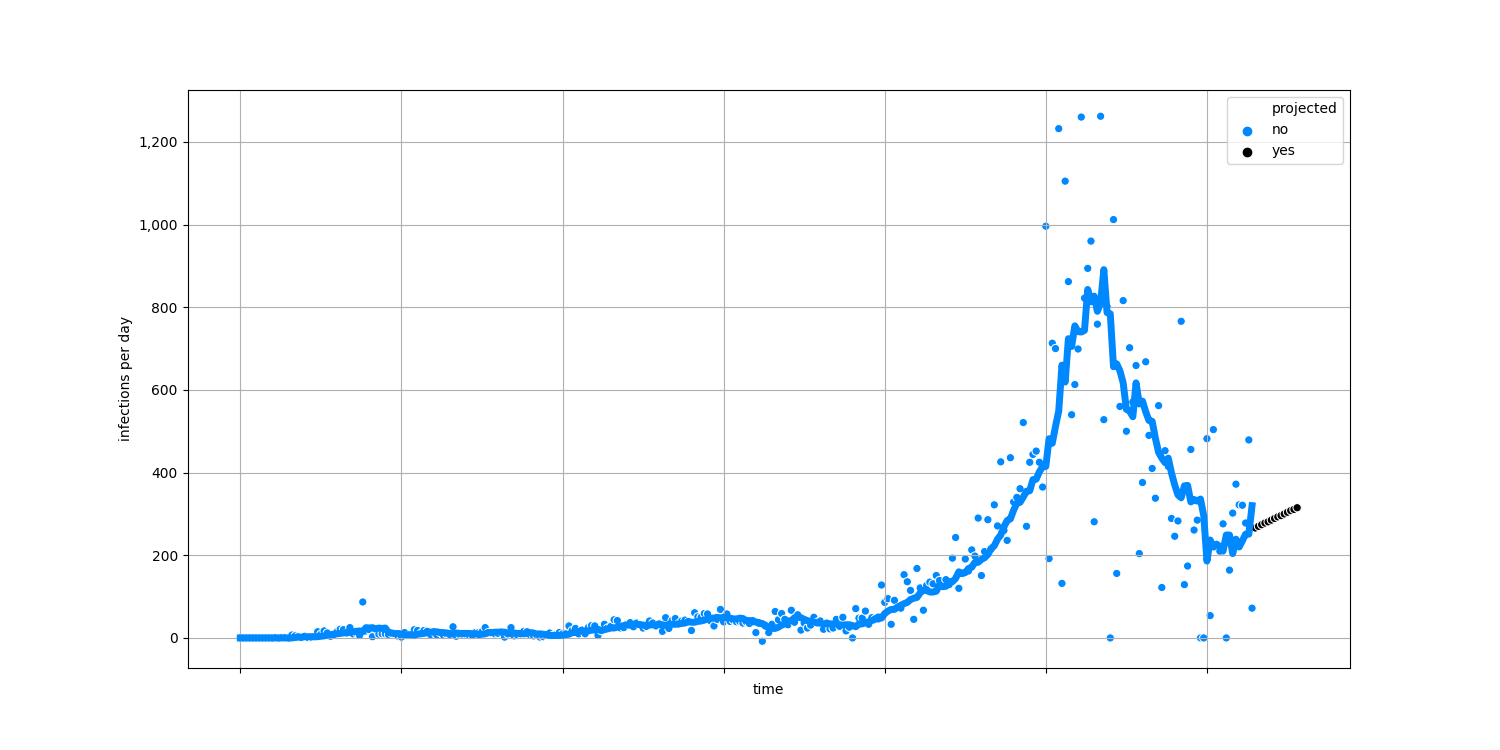 projected
no
yes
1,200
1,000
800
600
400
200
0
infections per day
time